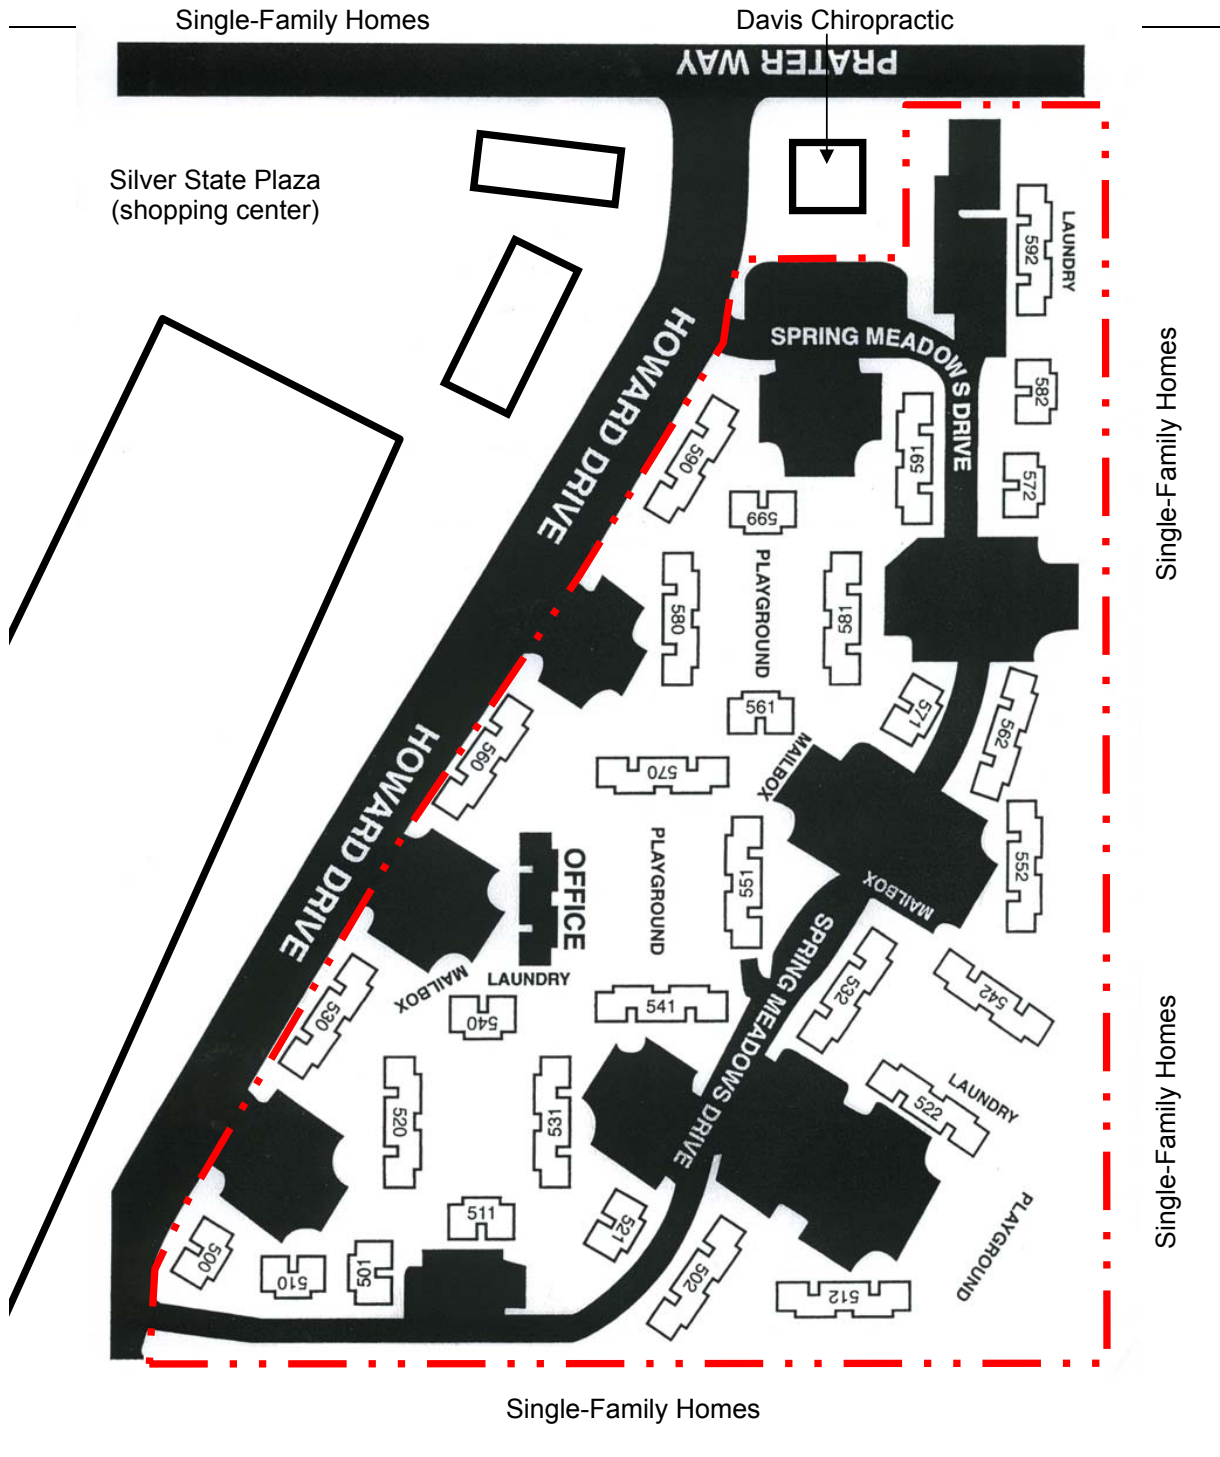 Single-Family Homes
Davis Chiropractic
PRATER WAY
Silver State Plaza
(shopping center)
592
LAUNDRY
HOWARD DRIVE
SPRING MEADOWS DRIVE
582
Single-Family Homes
590
591
572
599
580
PLAYGROUND
581
561
571
562
MAILBOX
570
560
HOWARD DRIVE
OFFICE
PLAYGROUND
551
552
MAILBOX
LAUNDRY
MAILBOX
530
540
541
SPRING MEADOWS DRIVE
532
542
Single-Family Homes
520
531
522
LAUNDRY
PLAYGROUND
511
521
500
510
501
502
512
Single-Family Homes